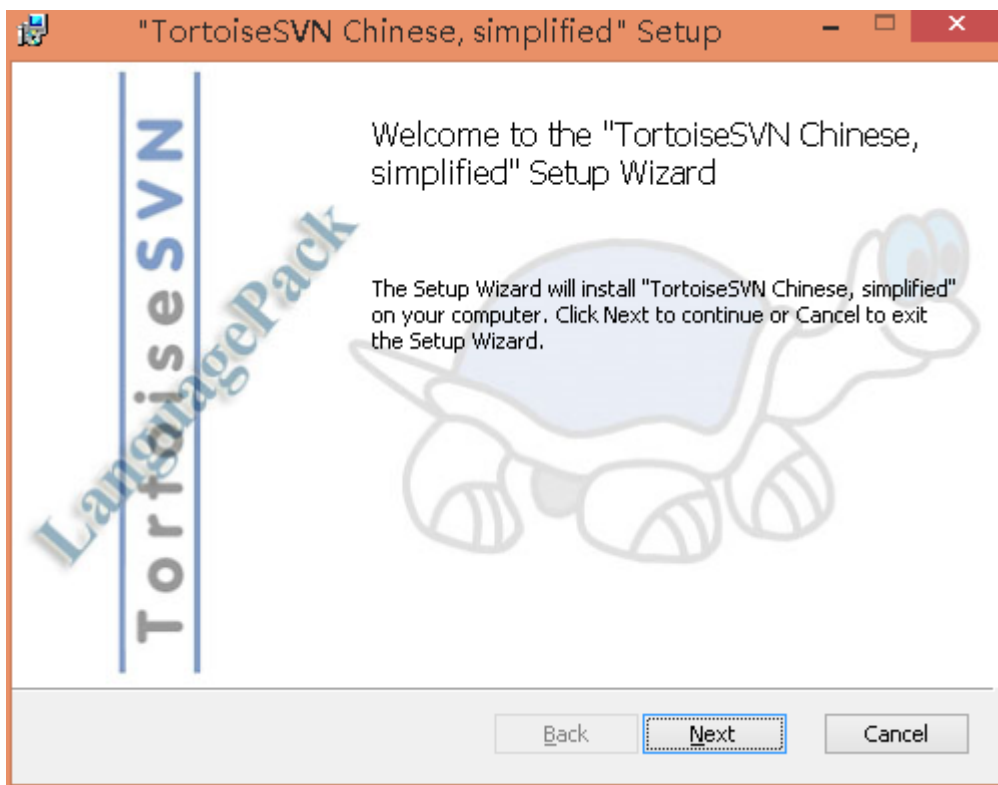 "TortoiseSVN Chinese, simplified" Setup
TortoiseSVN
LanguagePack
Welcome to the "TortoiseSVN Chinese,
simplified" Setup Wizard
The Setup Wizard will install "TortoiseSVN Chinese, simplified"
on your computer. Click Next to continue or Cancel to exit
the Setup Wizard.
Back Next Cancel